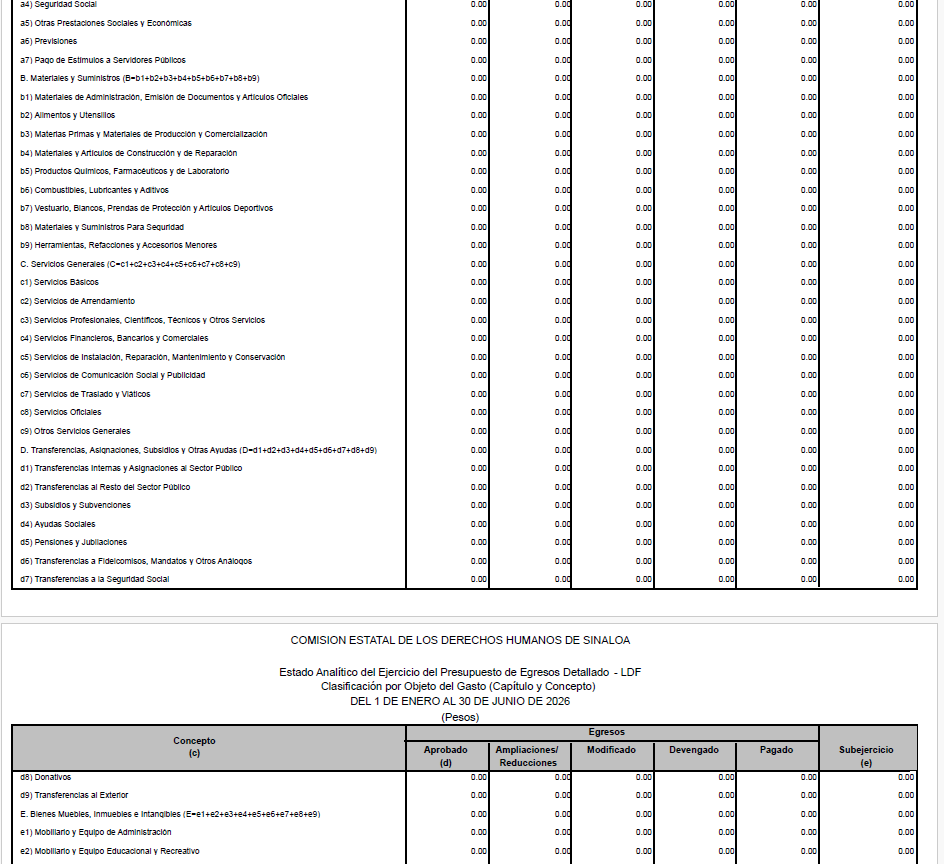 a4) Seguridad Social 0.00 0.00 0.00 0.00 0.00 0.00
a5) Otras Prestaciones Sociales y Económicas 0.00 0.00 0.00 0.00 0.00 0.00
a6) Previsiones 0.00 0.00 0.00 0.00 0.00 0.00
a7) Pago de Estímulos a Servidores Públicos 0.00 0.00 0.00 0.00 0.00 0.00
B. Materiales y Suministros (B=b1+b2+b3+b4+b5+b6+b7+b8+b9) 0.00 0.00 0.00 0.00 0.00 0.00
b1) Materiales de Administración, Emisión de Documentos y Artículos Oficiales 0.00 0.00 0.00 0.00 0.00 0.00
b2) Alimentos y Utensilios 0.00 0.00 0.00 0.00 0.00 0.00
b3) Materias Primas y Materiales de Producción y Comercialización 0.00 0.00 0.00 0.00 0.00 0.00
b4) Materiales y Artículos de Construcción y de Reparación 0.00 0.00 0.00 0.00 0.00 0.00
b5) Productos Químicos, Farmacéuticos y de Laboratorio 0.00 0.00 0.00 0.00 0.00 0.00
b6) Combustibles, Lubricantes y Aditivos 0.00 0.00 0.00 0.00 0.00 0.00
b7) Vestuario, Blancos, Prendas de Protección y Artículos Deportivos 0.00 0.00 0.00 0.00 0.00 0.00
b8) Materiales y Suministros Para Seguridad 0.00 0.00 0.00 0.00 0.00 0.00
b9) Herramientas, Refacciones y Accesorios Menores 0.00 0.00 0.00 0.00 0.00 0.00
C. Servicios Generales (C=c1+c2+c3+c4+c5+c6+c7+c8+c9) 0.00 0.00 0.00 0.00 0.00 0.00
c1) Servicios Básicos 0.00 0.00 0.00 0.00 0.00 0.00
c2) Servicios de Arrendamiento 0.00 0.00 0.00 0.00 0.00 0.00
c3) Servicios Profesionales, Científicos, Técnicos y Otros Servicios 0.00 0.00 0.00 0.00 0.00 0.00
c4) Servicios Financieros, Bancarios y Comerciales 0.00 0.00 0.00 0.00 0.00 0.00
c5) Servicios de Instalación, Reparación, Mantenimiento y Conservación 0.00 0.00 0.00 0.00 0.00 0.00
c6) Servicios de Comunicación Social y Publicidad 0.00 0.00 0.00 0.00 0.00 0.00
c7) Servicios de Traslado y Viáticos 0.00 0.00 0.00 0.00 0.00 0.00
c8) Servicios Oficiales 0.00 0.00 0.00 0.00 0.00 0.00
c9) Otros Servicios Generales 0.00 0.00 0.00 0.00 0.00 0.00
D. Transferencias, Asignaciones, Subsidios y Otras Ayudas (D=d1+d2+d3+d4+d5+d6+d7+d8+d9) 0.00 0.00 0.00 0.00 0.00 0.00
d1) Transferencias Internas y Asignaciones al Sector Público 0.00 0.00 0.00 0.00 0.00 0.00
d2) Transferencias al Resto del Sector Público 0.00 0.00 0.00 0.00 0.00 0.00
d3) Subsidios y Subvenciones 0.00 0.00 0.00 0.00 0.00 0.00
d4) Ayudas Sociales 0.00 0.00 0.00 0.00 0.00 0.00
d5) Pensiones y Jubilaciones 0.00 0.00 0.00 0.00 0.00 0.00
d6) Transferencias a Fideicomisos, Mandatos y Otros Análogos 0.00 0.00 0.00 0.00 0.00 0.00
d7) Transferencias a la Seguridad Social 0.00 0.00 0.00 0.00 0.00 0.00
COMISION ESTATAL DE LOS DERECHOS HUMANOS DE SINALOA
Estado Analítico del Ejercicio del Presupuesto de Egresos Detallado - LDF
Clasificación por Objeto del Gasto (Capítulo y Concepto)
DEL 1 DE ENERO AL 30 DE JUNIO DE 2026
(Pesos)
Egresos
Concepto
(c)
Aprobado
(d)
Ampliaciones/
Reducciones
Modificado
Devengado
Pagado
Subejercicio
(e)
d8) Donativos 0.00 0.00 0.00 0.00 0.00 0.00
d9) Transferencias al Exterior 0.00 0.00 0.00 0.00 0.00 0.00
E. Bienes Muebles, Inmuebles e Intangibles (E=e1+e2+e3+e4+e5+e6+e7+e8+e9) 0.00 0.00 0.00 0.00 0.00 0.00
e1) Mobiliario y Equipo de Administración 0.00 0.00 0.00 0.00 0.00 0.00
e2) Mobiliario y Equipo Educacional y Recreativo 0.00 0.00 0.00 0.00 0.00 0.00